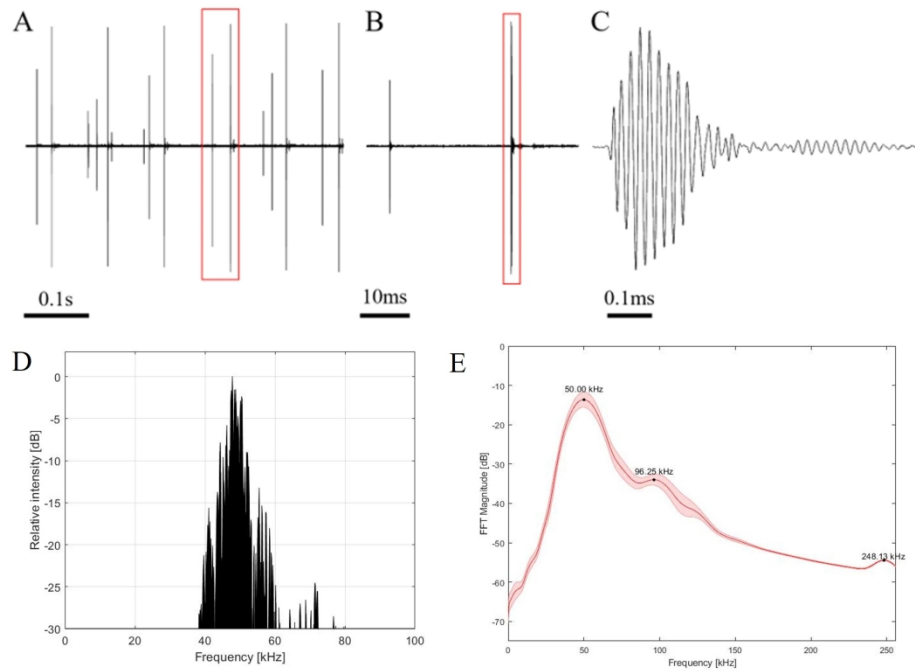 A
B
C
0.1s
10ms
0.1ms
D
0
-5
-10
-15
-20
-25
-30
Relative intensity [dB]
0 20 40 60 80 100
Frequency [kHz]
E
0
-10
-20
-30
-40
-50
-60
-70
FFT Magnitude [dB]
50.00 kHz
96.25 kHz
248.13 kHz
0 50 100 150 200 250
Frequency [kHz]